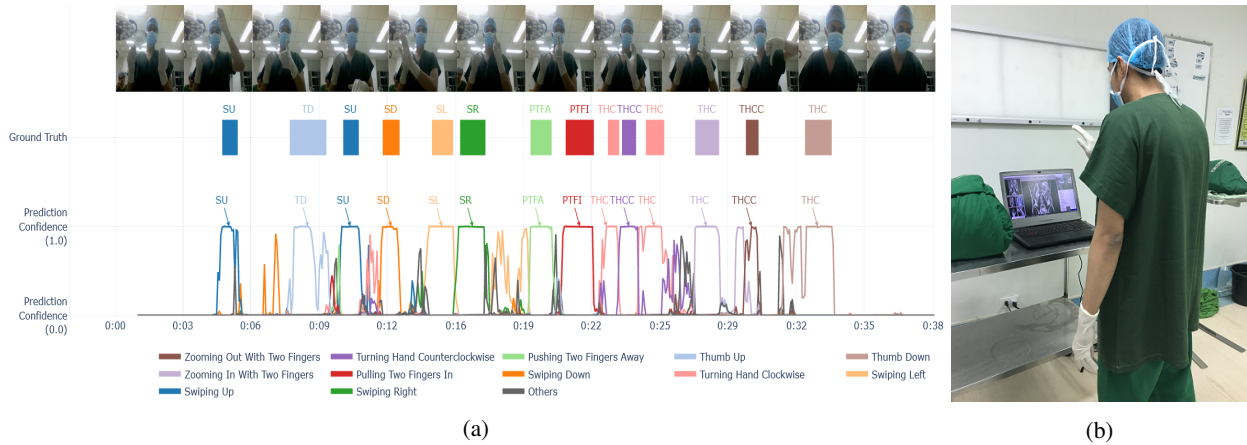 SU TD SU SD SL SR PTFA PTFI THC THCC THC THC THCC THC
Ground Truth
SU TD SU SD SL SR PTFA PTFI THC THCC THC THC THCC THC
Prediction
Confidence
(1.0)
Prediction
Confidence
(0.0)
0:00 0:03 0:06 0:09 0:12 0:16 0:19 0:22 0:25 0:29 0:32 0:35 0:38
Zooming Out With Two Fingers Turning Hand Counterclockwise Pushing Two Fingers Away Thumb Up Thumb Down
Zooming In With Two Fingers Pulling Two Fingers In Swiping Down Turning Hand Clockwise Swiping Left
Swiping Up Swiping Right Others
(a) (b)